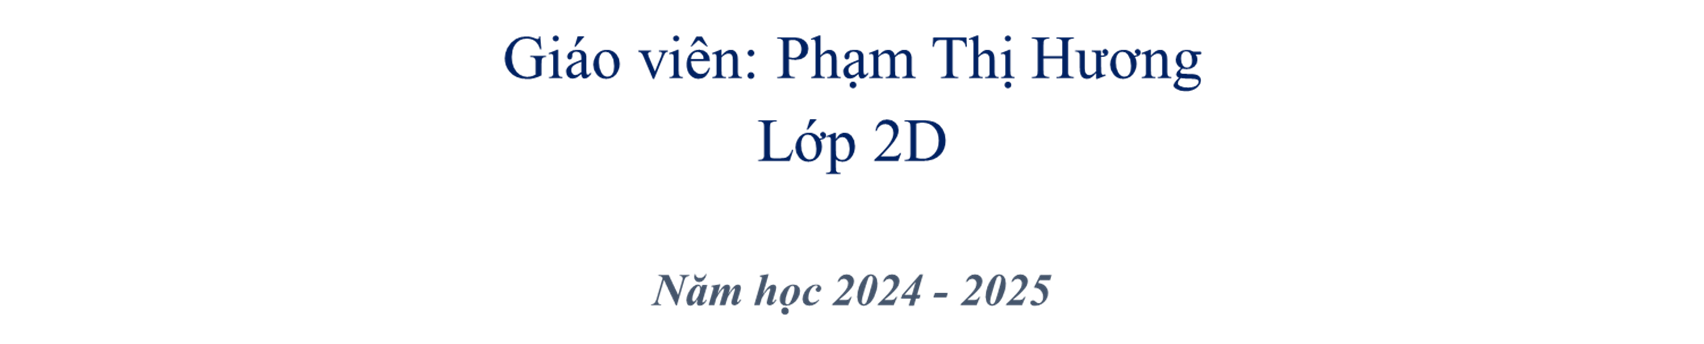 Giáo viên: Phạm Thị Hương
Lớp 2D
Năm học 2024 - 2025